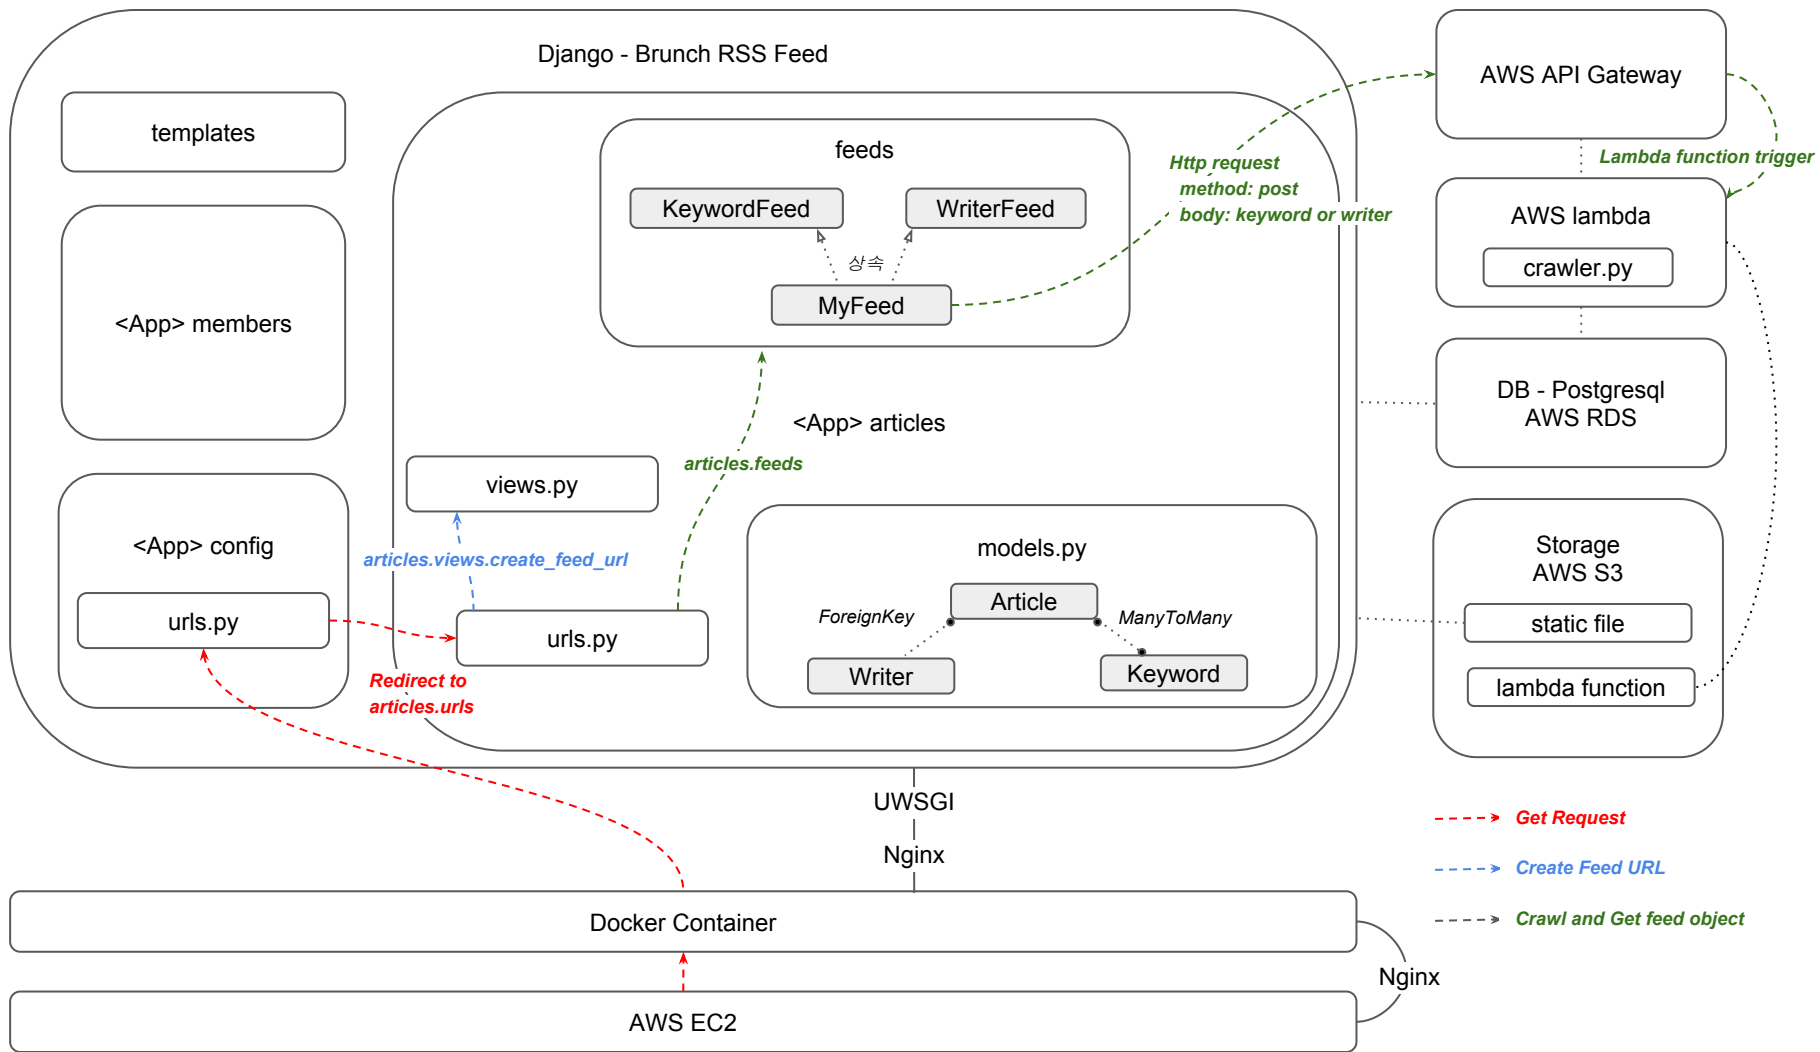 Django - Brunch RSS Feed
templates
<App> members
<App> config
urls.py
Redirect to
articles.urls
feeds
KeywordFeed
WriterFeed
상속
MyFeed
<App> articles
articles.feeds
views.py
articles.views.create_feed_url
urls.py
models.py
Article
ForeignKey
ManyToMany
Writer
Keyword
Http request
method: post
body: keyword or writer
AWS API Gateway
Lambda function trigger
AWS lambda
crawler.py
DB - Postgresql
AWS RDS
Storage
AWS S3
static file
lambda function
UWSGI
Nginx
Docker Container
Nginx
AWS EC2
Get Request
Create Feed URL
Crawl and Get feed object